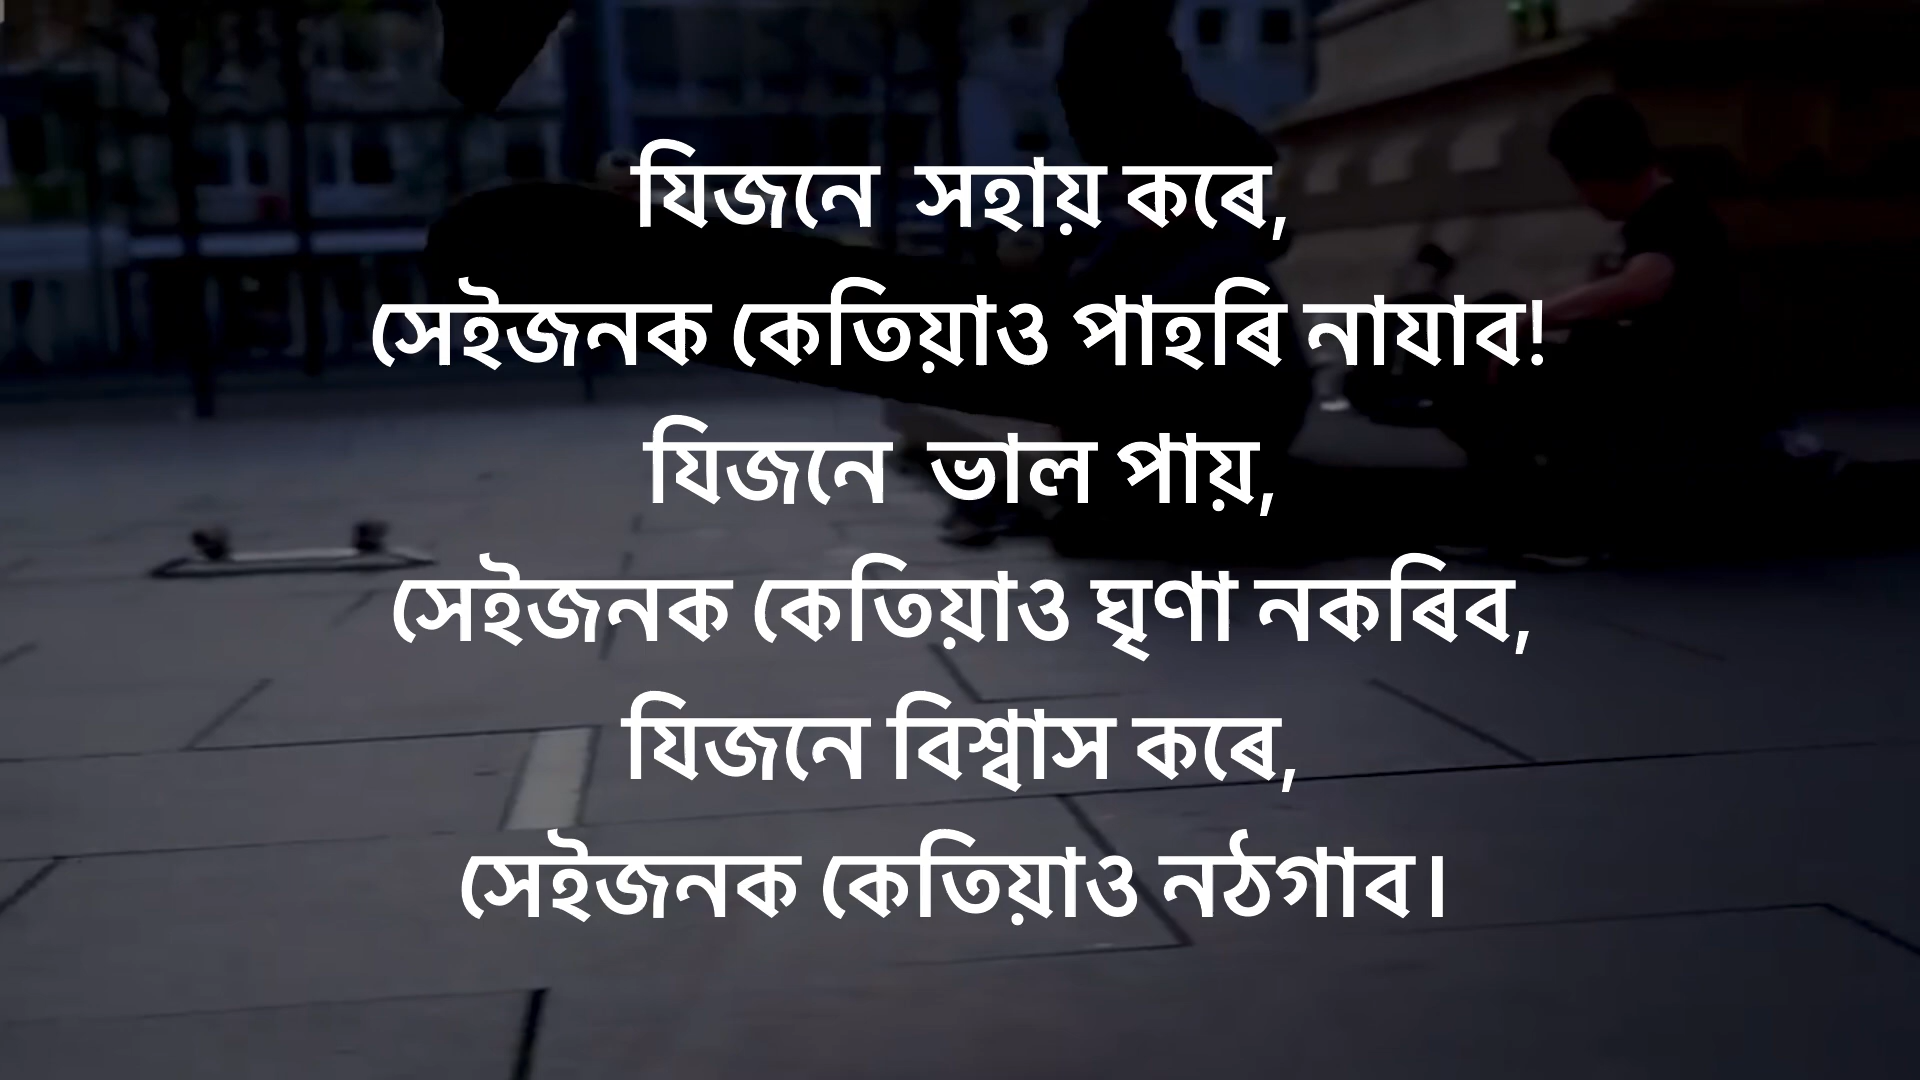 যিজনে সহায় কৰে,
সেইজনক কেতিয়াও পাহৰি নাযাব!
যিজনে ভাল পায়,
সেইজনক কেতিয়াও ঘৃণা নকৰিব,
যিজনে বিশ্বাস কৰে,
সেইজনক কেতিয়াও নঠগাব।